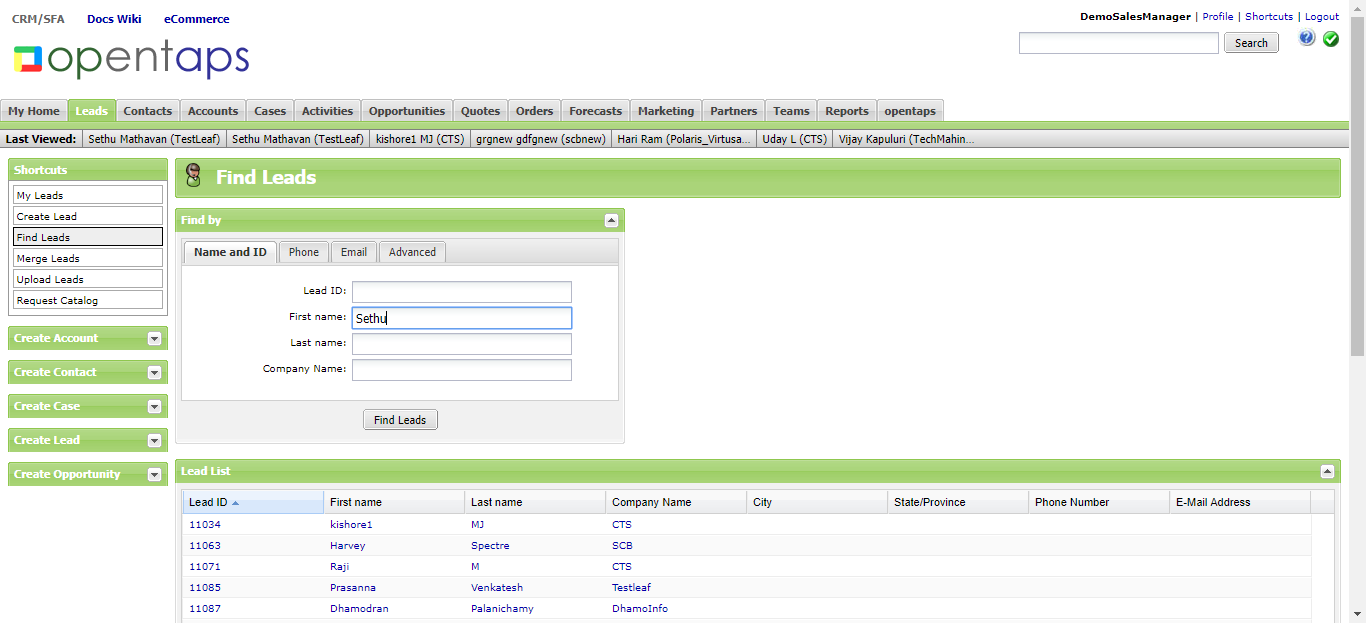 CRM/SFA Docs Wiki eCommerce
DemoSalesManager | Profile | Shortcuts | Logout
opentaps
Search
My Home Leads Contacts Accounts Cases Activities Opportunities Quotes Orders Forecasts Marketing Partners Teams Reports opentaps
Last Viewed: Sethu Mathavan (TestLeaf) Sethu Mathavan (TestLeaf) kishore1 MJ (CTS) grgnew gdfgnew (scbnew) Hari Ram (Polaris_Virtusa... Uday L (CTS) Vijay Kapuluri (TechMahin...
Shortcuts
My Leads
Create Lead
Find Leads
Merge Leads
Upload Leads
Request Catalog
Create Account
Create Contact
Create Case
Create Lead
Create Opportunity
Find Leads
Find by
Name and ID Phone Email Advanced
Lead ID:
First name: Sethu
Last name:
Company Name:
Find Leads
Lead List
Lead ID First name Last name Company Name City State/Province Phone Number E-Mail Address
11034 kishore1 MJ CTS
11063 Harvey Spectre SCB
11071 Raji M CTS
11085 Prasanna Venkatesh Testleaf
11087 Dhamodran Palanichamy DhamoInfo